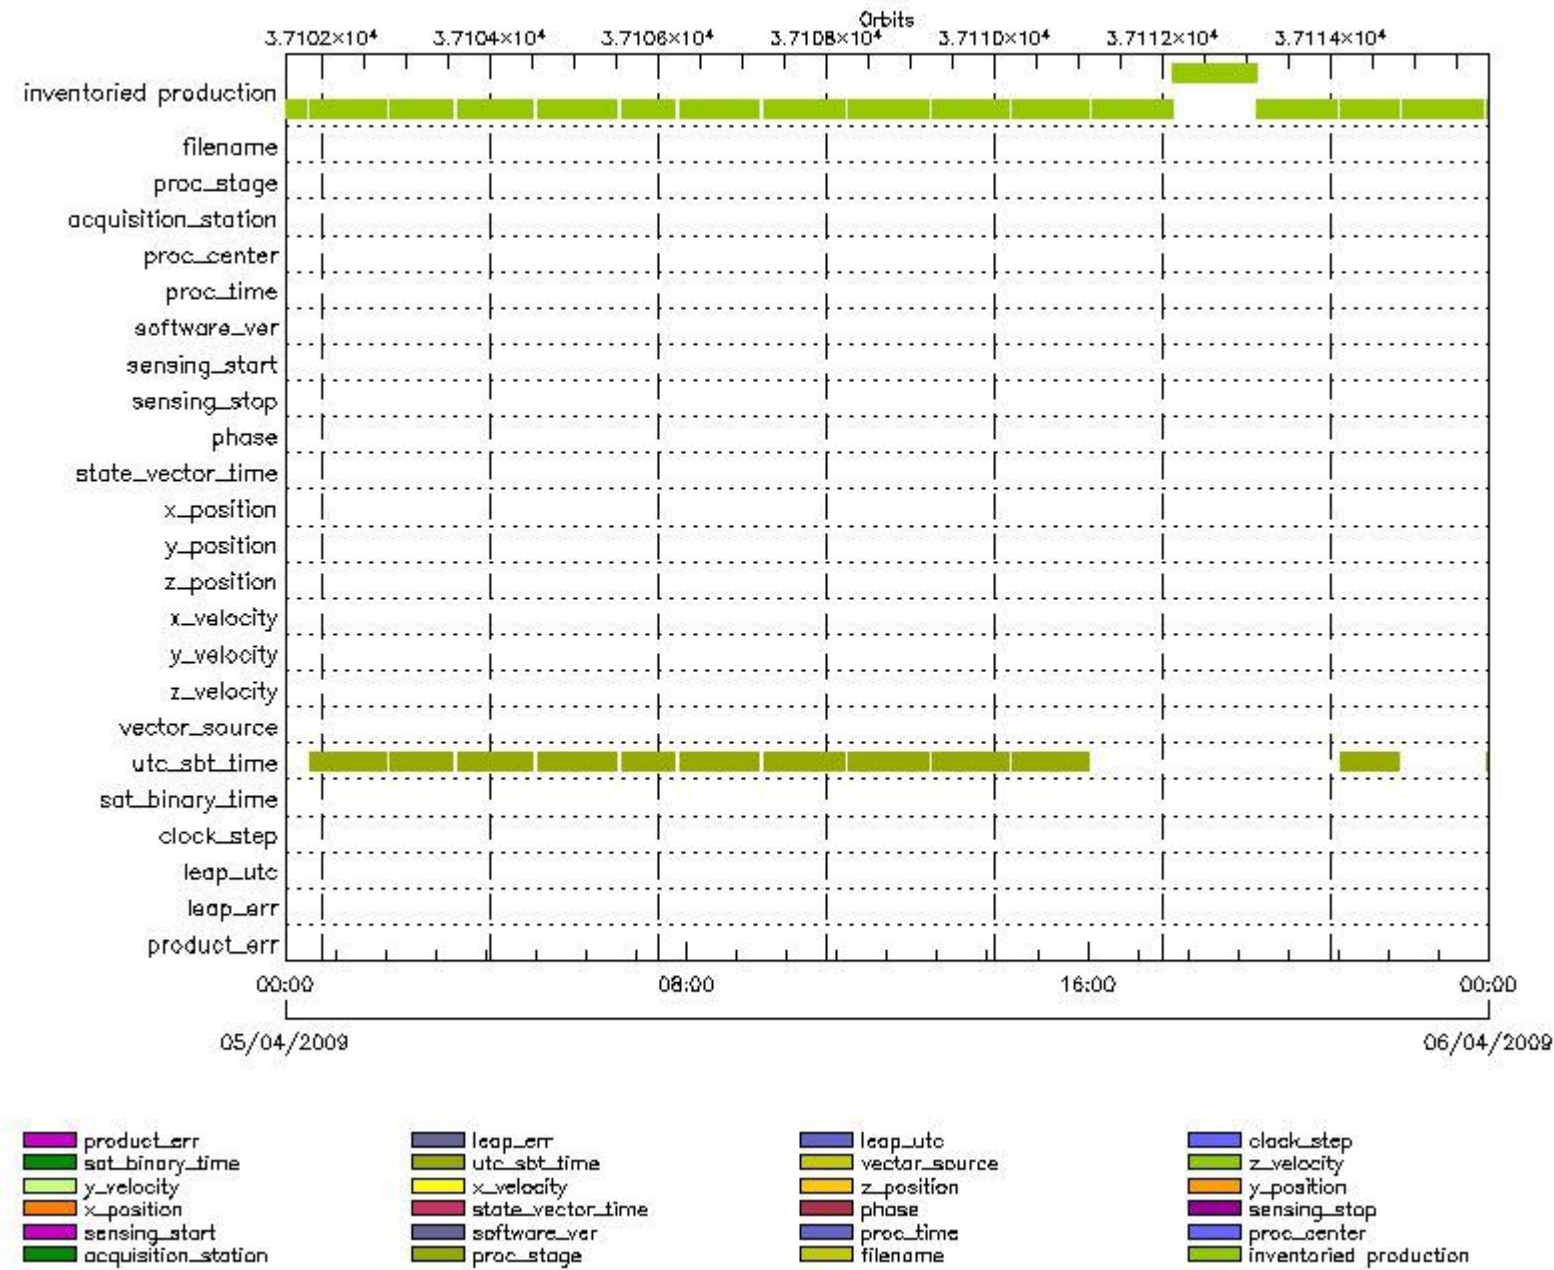 Orbits
3.7102×10⁴ 3.7104×10⁴ 3.7106×10⁴ 3.7108×10⁴ 3.7110×10⁴ 3.7112×10⁴ 3.7114×10⁴
inventoried production
filename
proc_stage
acquisition_station
proc_center
proc_time
software_ver
sensing_start
sensing_stop
phase
state_vector_time
x_position
y_position
z_position
x_velocity
y_velocity
z_velocity
vector_source
utc_sbt_time
sat_binary_time
clock_step
leap_utc
leap_err
product_err
00:00 08:00 16:00 00:00
05/04/2009 06/04/2009
product_err leap_err leap_utc clock_step
sat_binary_time utc_sbt_time vector_source z_velocity
y_velocity x_velocity z_position y_position
x_position state_vector_time phase sensing_stop
sensing_start software_ver proc_time proc_center
acquisition_station proc_stage filename inventoried production